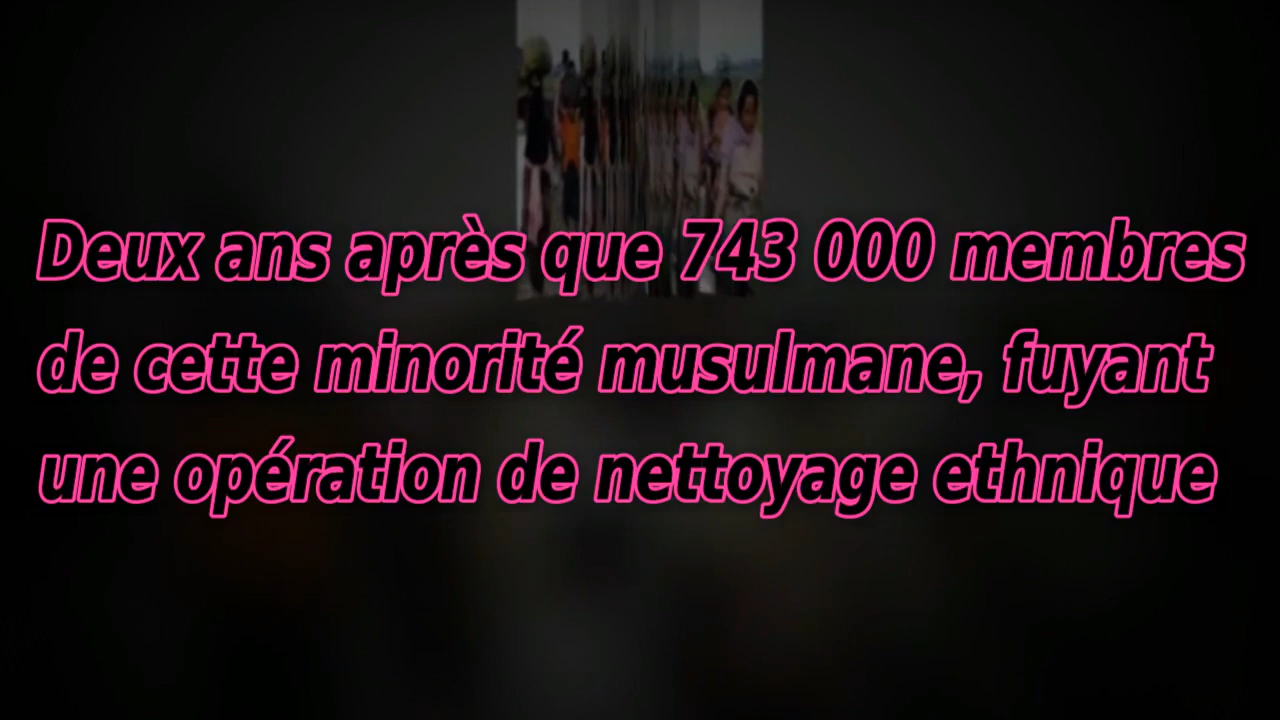 Deux ans après que 743 000 membres
de cette minorité musulmane, fuyant
une opération de nettoyage ethnique